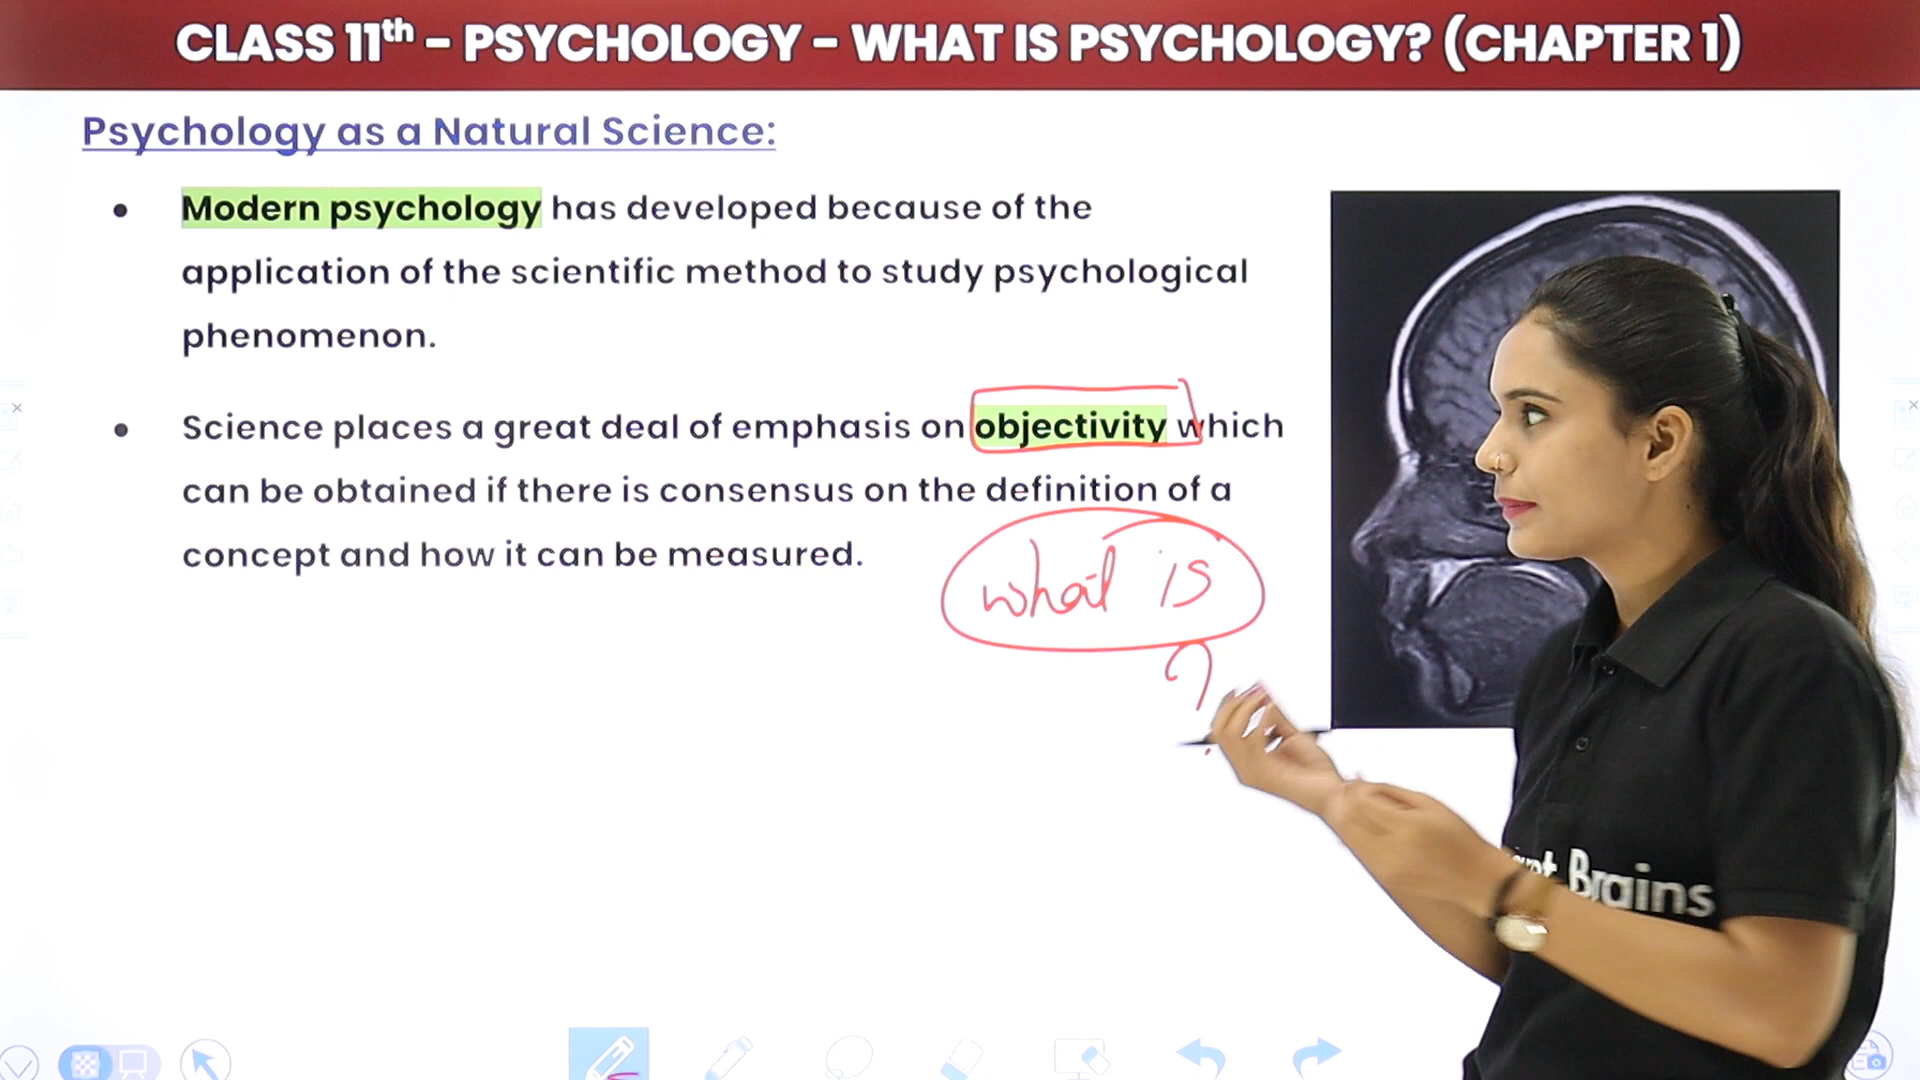 CLASS 11th – PSYCHOLOGY – WHAT IS PSYCHOLOGY? (CHAPTER 1)
Psychology as a Natural Science:
• Modern psychology has developed because of the
application of the scientific method to study psychological
phenomenon.
• Science places a great deal of emphasis on objectivity which
can be obtained if there is consensus on the definition of a
concept and how it can be measured.
what is
?
Brains